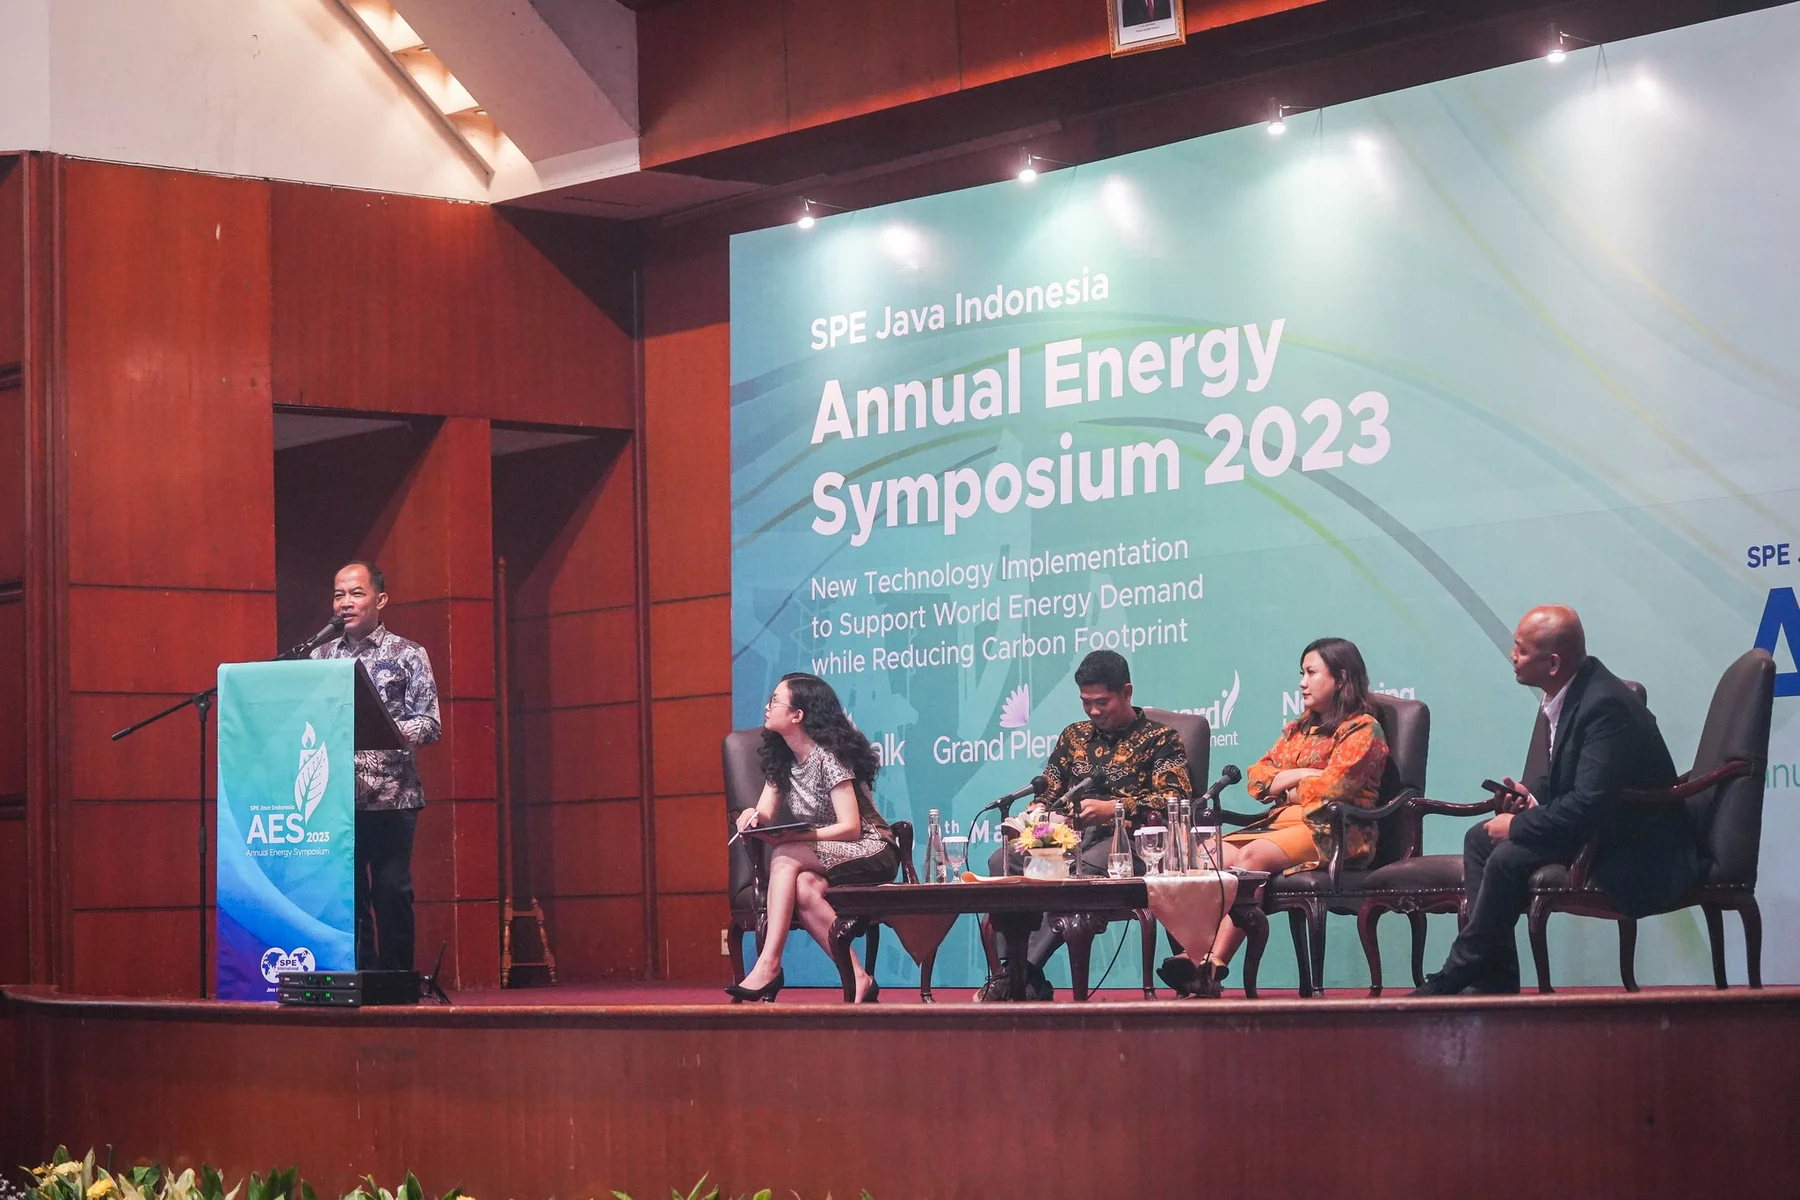 SPE Java Indonesia
Annual Energy
Symposium 2023
New Technology Implementation
to Support World Energy Demand
while Reducing Carbon Footprint
Grand
SPE
SPE Java Indonesia
AES 2023
Annual Energy Symposium
SPE